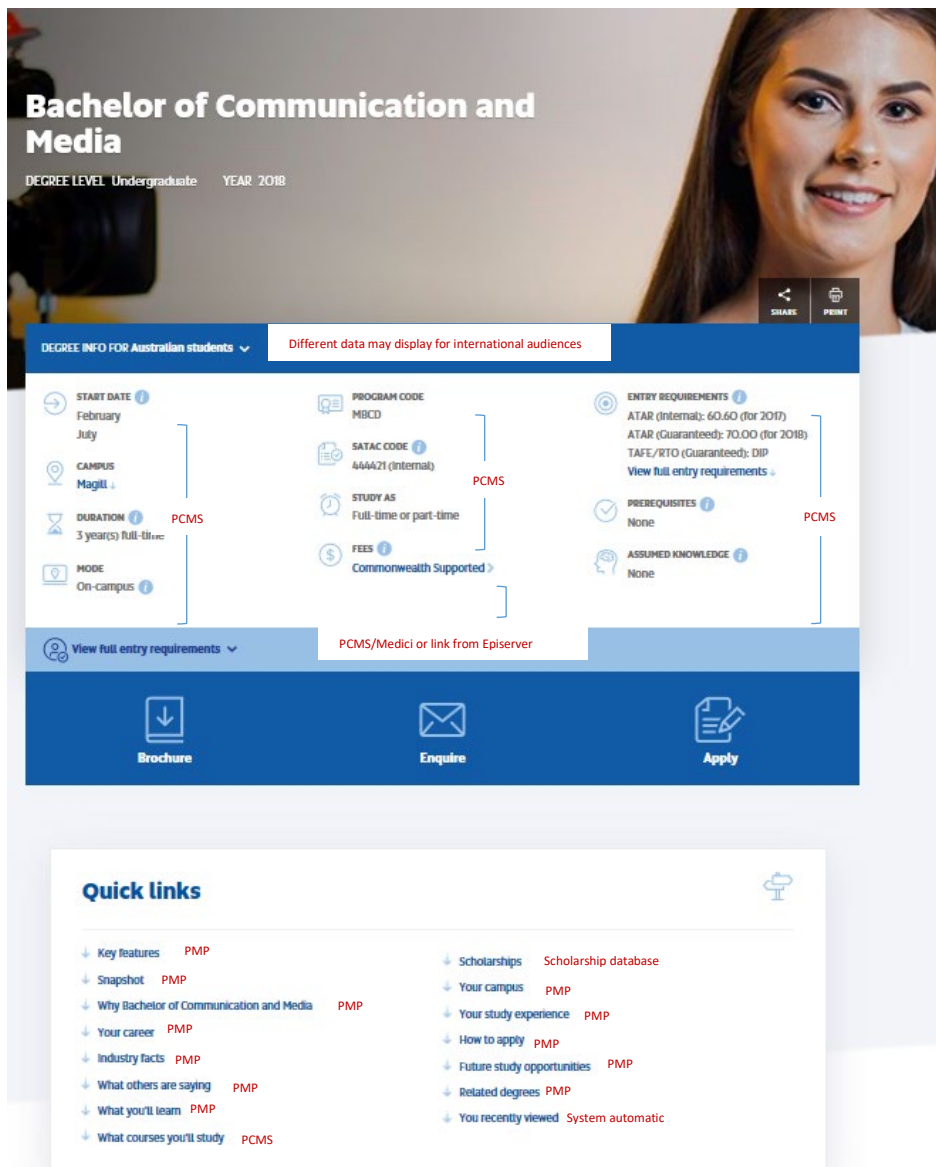 Bachelor of Communication and
Media
DEGREE LEVEL Undergraduate YEAR 2018
SHARE
PRINT
DEGREE INFO FOR Australian students
Different data may display for international audiences
START DATE
February
July
CAMPUS
Magill
DURATION
3 year(s) full-time
MODE
On-campus
PCMS
PROGRAM CODE
MBCD
SATAC CODE
444421 (Internal)
STUDY AS
Full-time or part-time
FEES
Commonwealth Supported
PCMS
ENTRY REQUIREMENTS
ATAR (Internal): 60.60 (for 2017)
ATAR (Guaranteed): 70.00 (for 2018)
TAFE/RTO (Guaranteed): DIP
View full entry requirements
PREREQUISITES
None
ASSUMED KNOWLEDGE
None
PCMS
View full entry requirements
PCMS/Medici or link from Episerver
Brochure
Enquire
Apply
Quick links
Key features PMP
Snapshot PMP
Why Bachelor of Communication and Media PMP
Your career PMP
Industry facts PMP
What others are saying PMP
What you'll learn PMP
What courses you'll study PCMS
Scholarships Scholarship database
Your campus PMP
Your study experience PMP
How to apply PMP
Future study opportunities PMP
Related degrees PMP
You recently viewed System automatic